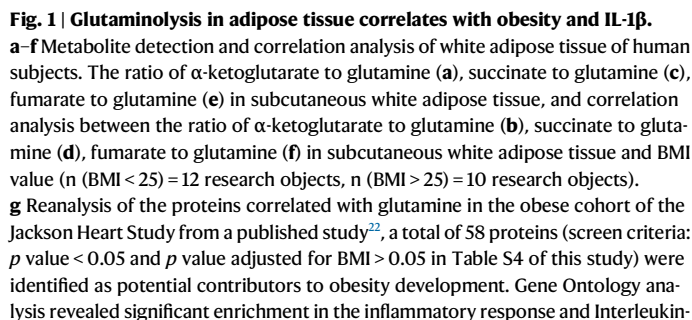 Fig. 1 | Glutaminolysis in adipose tissue correlates with obesity and IL-1β.
a–f Metabolite detection and correlation analysis of white adipose tissue of human
subjects. The ratio of α-ketoglutarate to glutamine (a), succinate to glutamine (c),
fumarate to glutamine (e) in subcutaneous white adipose tissue, and correlation
analysis between the ratio of α-ketoglutarate to glutamine (b), succinate to gluta-
mine (d), fumarate to glutamine (f) in subcutaneous white adipose tissue and BMI
value (n (BMI < 25) = 12 research objects, n (BMI > 25) = 10 research objects).
g Reanalysis of the proteins correlated with glutamine in the obese cohort of the
Jackson Heart Study from a published study22, a total of 58 proteins (screen criteria:
p value < 0.05 and p value adjusted for BMI > 0.05 in Table S4 of this study) were
identified as potential contributors to obesity development. Gene Ontology ana-
lysis revealed significant enrichment in the inflammatory response and Interleukin-